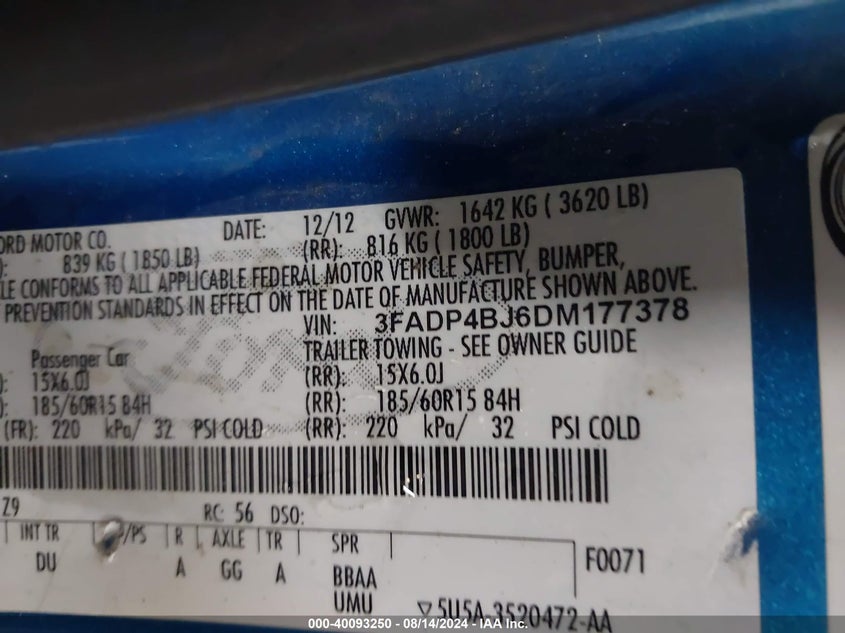 ORD MOTOR CO. DATE: 12/12 GVWR: 1642 KG ( 3620 LB)
): 839 KG ( 1850 LB) (RR): 816 KG ( 1800 LB)
LE CONFORMS TO ALL APPLICABLE FEDERAL MOTOR VEHICLE SAFETY, BUMPER,
PREVENTION STANDARDS IN EFFECT ON THE DATE OF MANUFACTURE SHOWN ABOVE.
VIN: 3FADP4BJ6DM177378
Passenger Car TRAILER TOWING - SEE OWNER GUIDE
): 15X6.0J (RR): 15X6.0J
): 185/60R15 84H (RR): 185/60R15 84H
(FR): 220 kPa/ 32 PSI COLD (RR): 220 kPa/ 32 PSI COLD
Z9 RC: 56 DSO:
INT TR /PS R AXLE TR SPR F0071
DU A GG A BBAA
UMU ▽ 5U5A-3520472-AA
000-40093250 - 08/14/2024 - IAA Inc.